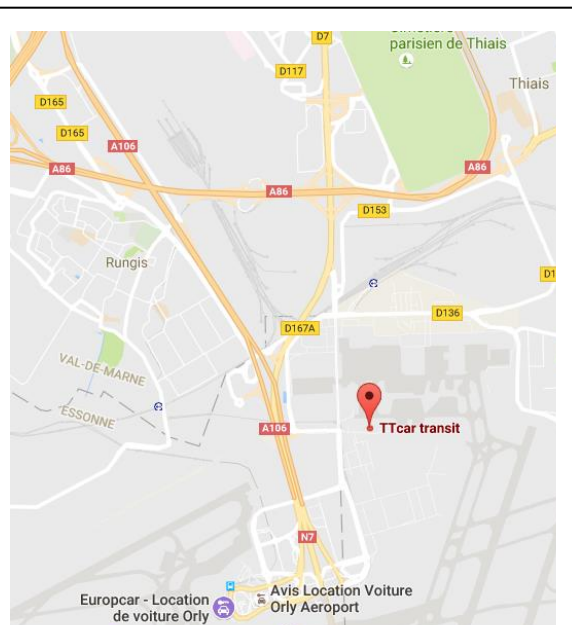 D7
Cimetière
parisien de Thiais
D117
Thiais
D165
D165
A106
A86
A86
A86
D153
Rungis
D1
D136
D167A
VAL-DE-MARNE
ESSONNE
TTcar transit
A106
N7
Europcar - Location
de voiture Orly
Avis Location Voiture
Orly Aeroport